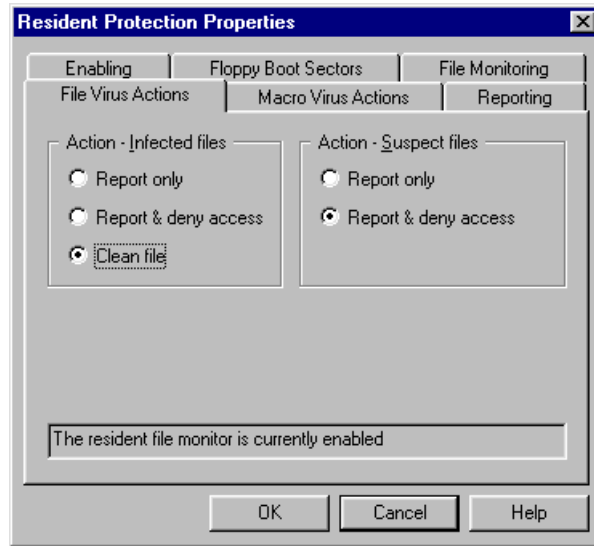 Resident Protection Properties
Enabling
Floppy Boot Sectors
File Monitoring
File Virus Actions
Macro Virus Actions
Reporting
Action - Infected files
Report only
Report & deny access
Clean file
Action - Suspect files
Report only
Report & deny access
The resident file monitor is currently enabled
OK
Cancel
Help